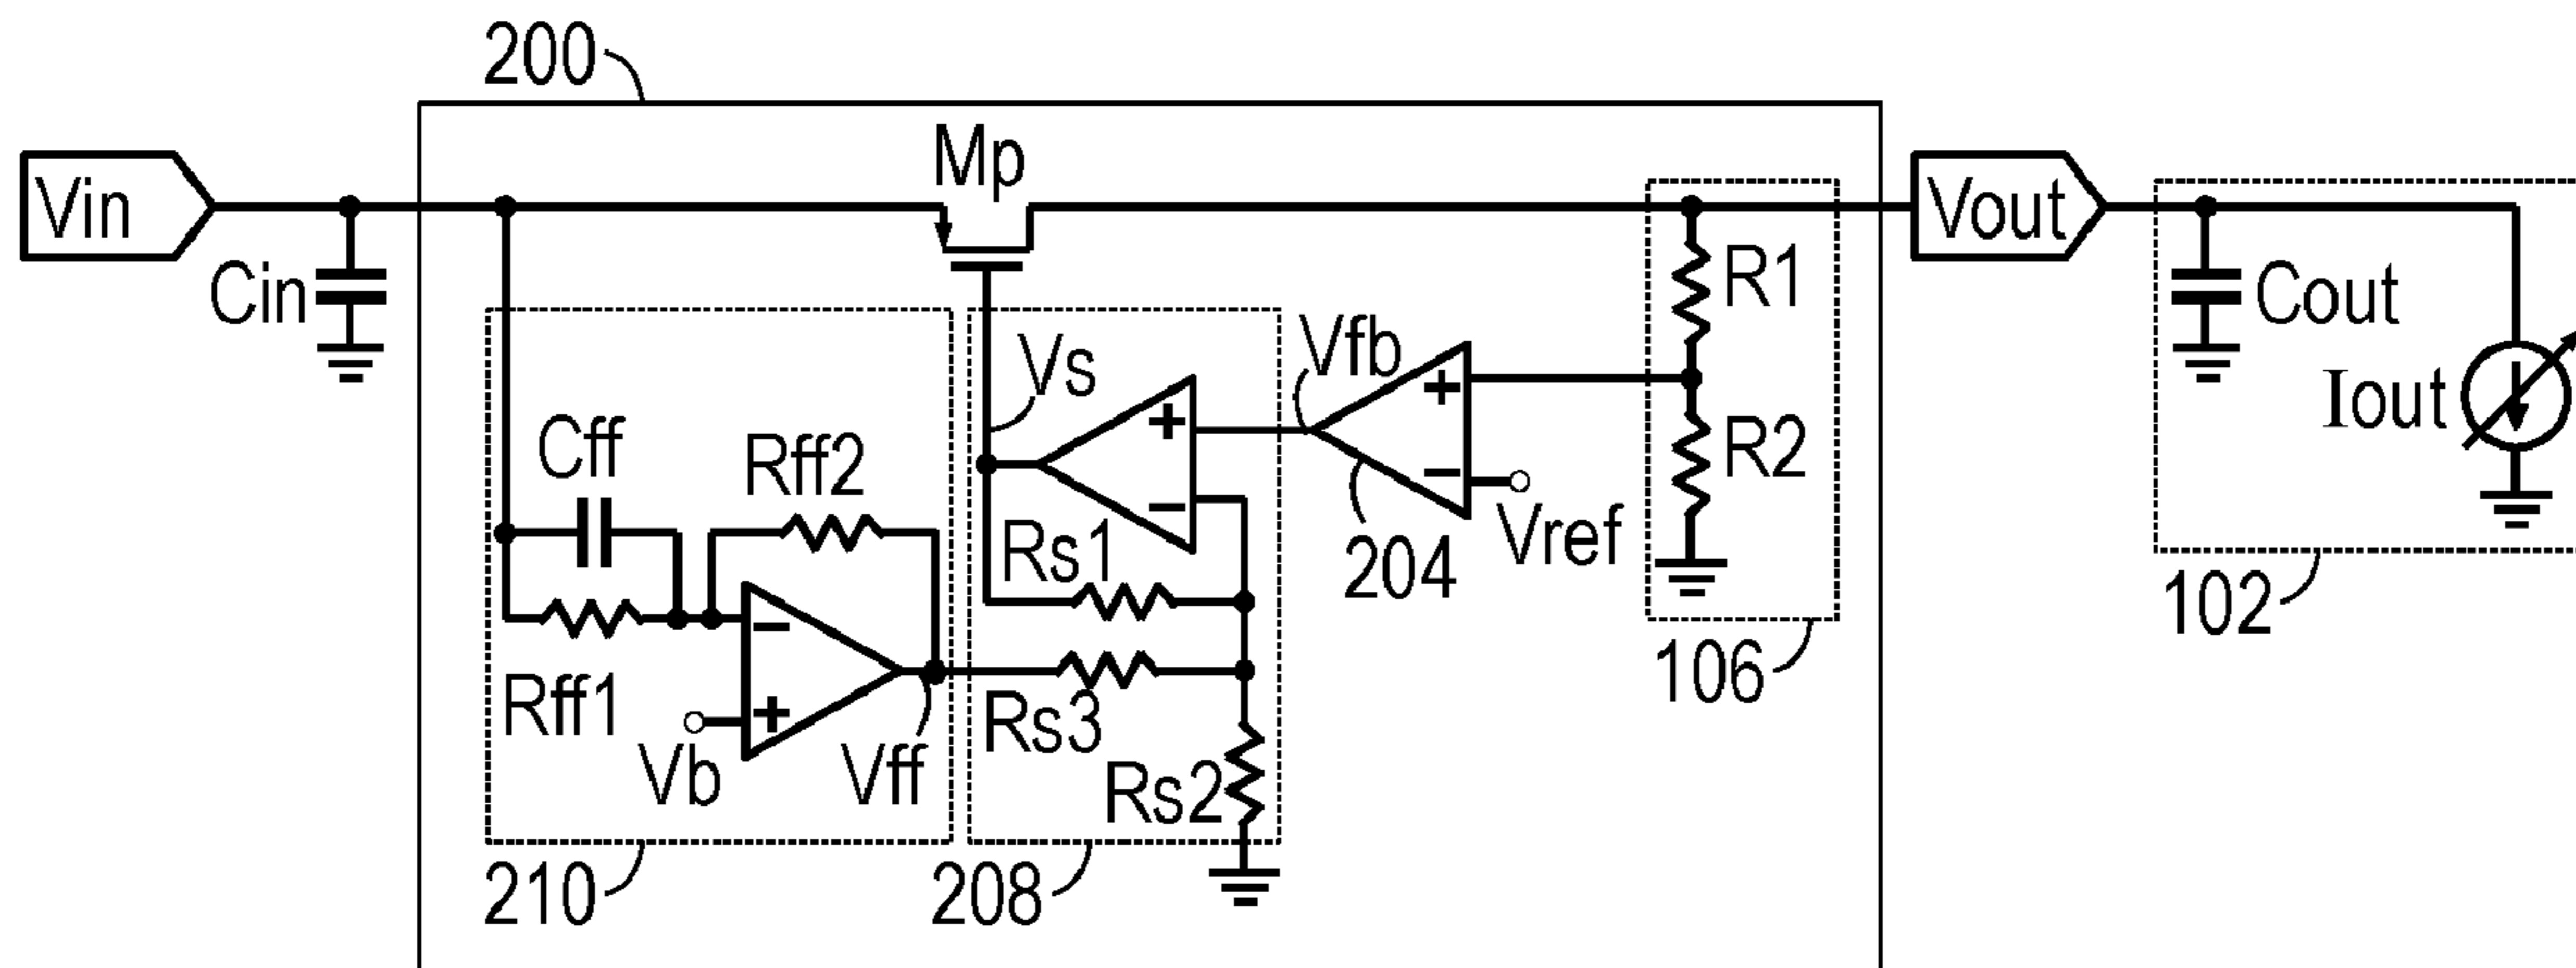 200
Mp
Vin
Vout
Cin
R1
Cout
Vfb
Vs
+
+
Iout
Cff
Rff2
R2
−
−
Vref
Rs1
204
102
−
Rff1
106
+
Rs3
Vb
Vff
Rs2
210
208